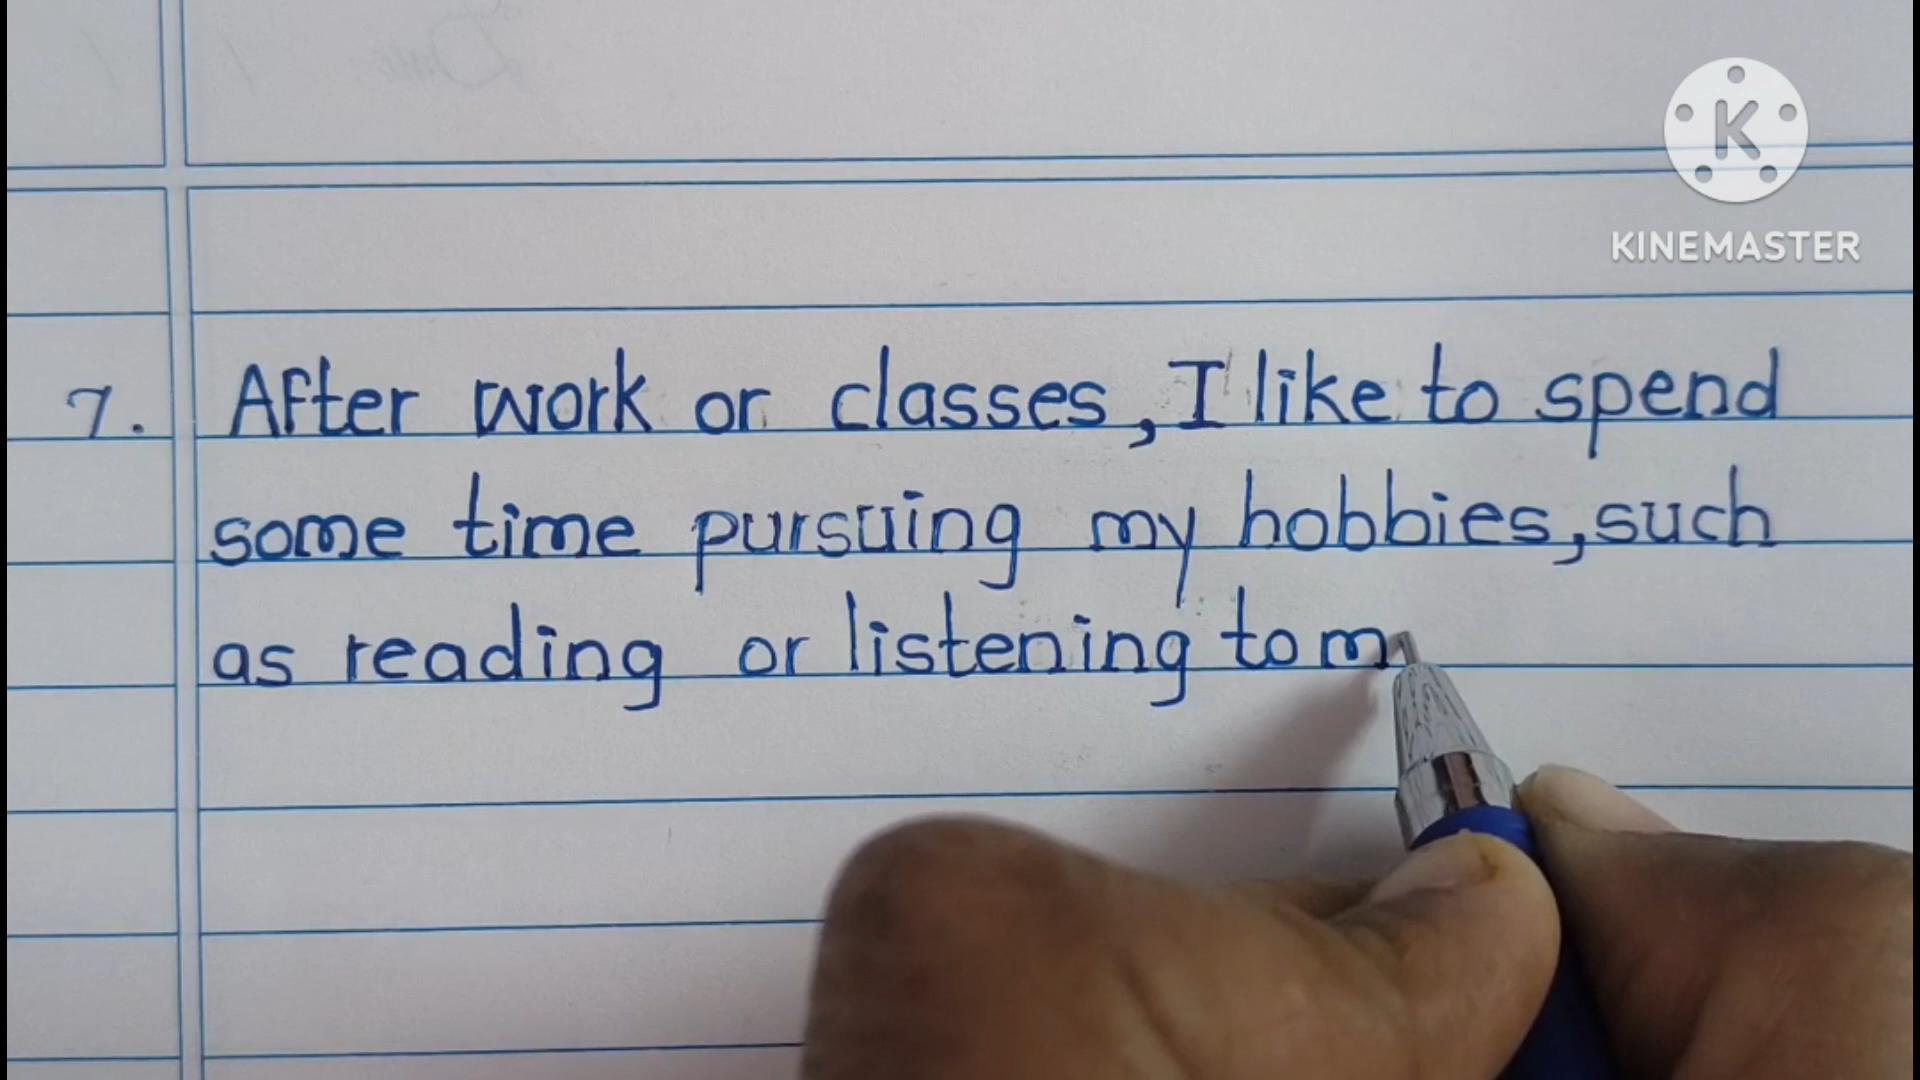 Date / /
KINEMASTER
7. After work or classes, I like to spend
some time pursuing my hobbies, such
as reading or listening to m